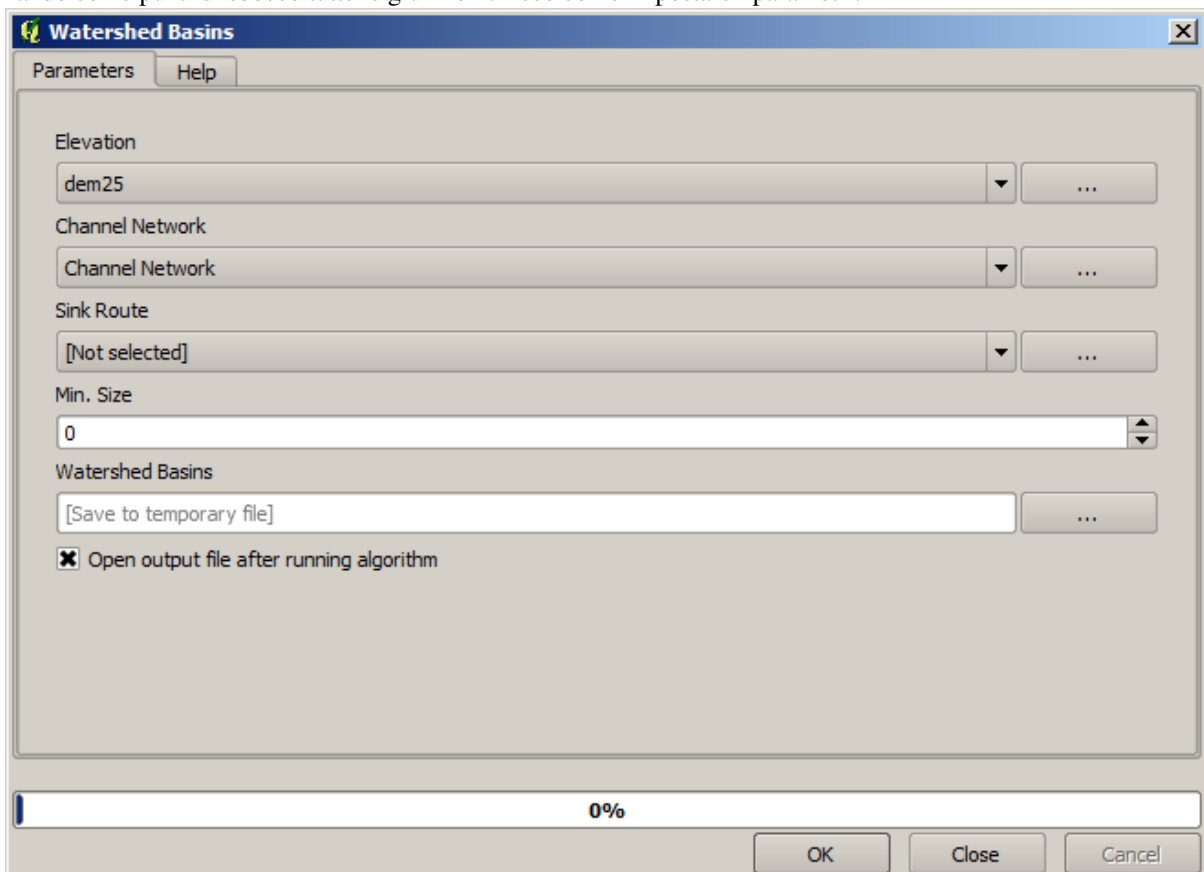 Watershed Basins
Parameters
Help
Elevation
dem25
...
Channel Network
Channel Network
...
Sink Route
[Not selected]
...
Min. Size
0
Watershed Basins
[Save to temporary file]
...
Open output file after running algorithm
0%
OK
Close
Cancel